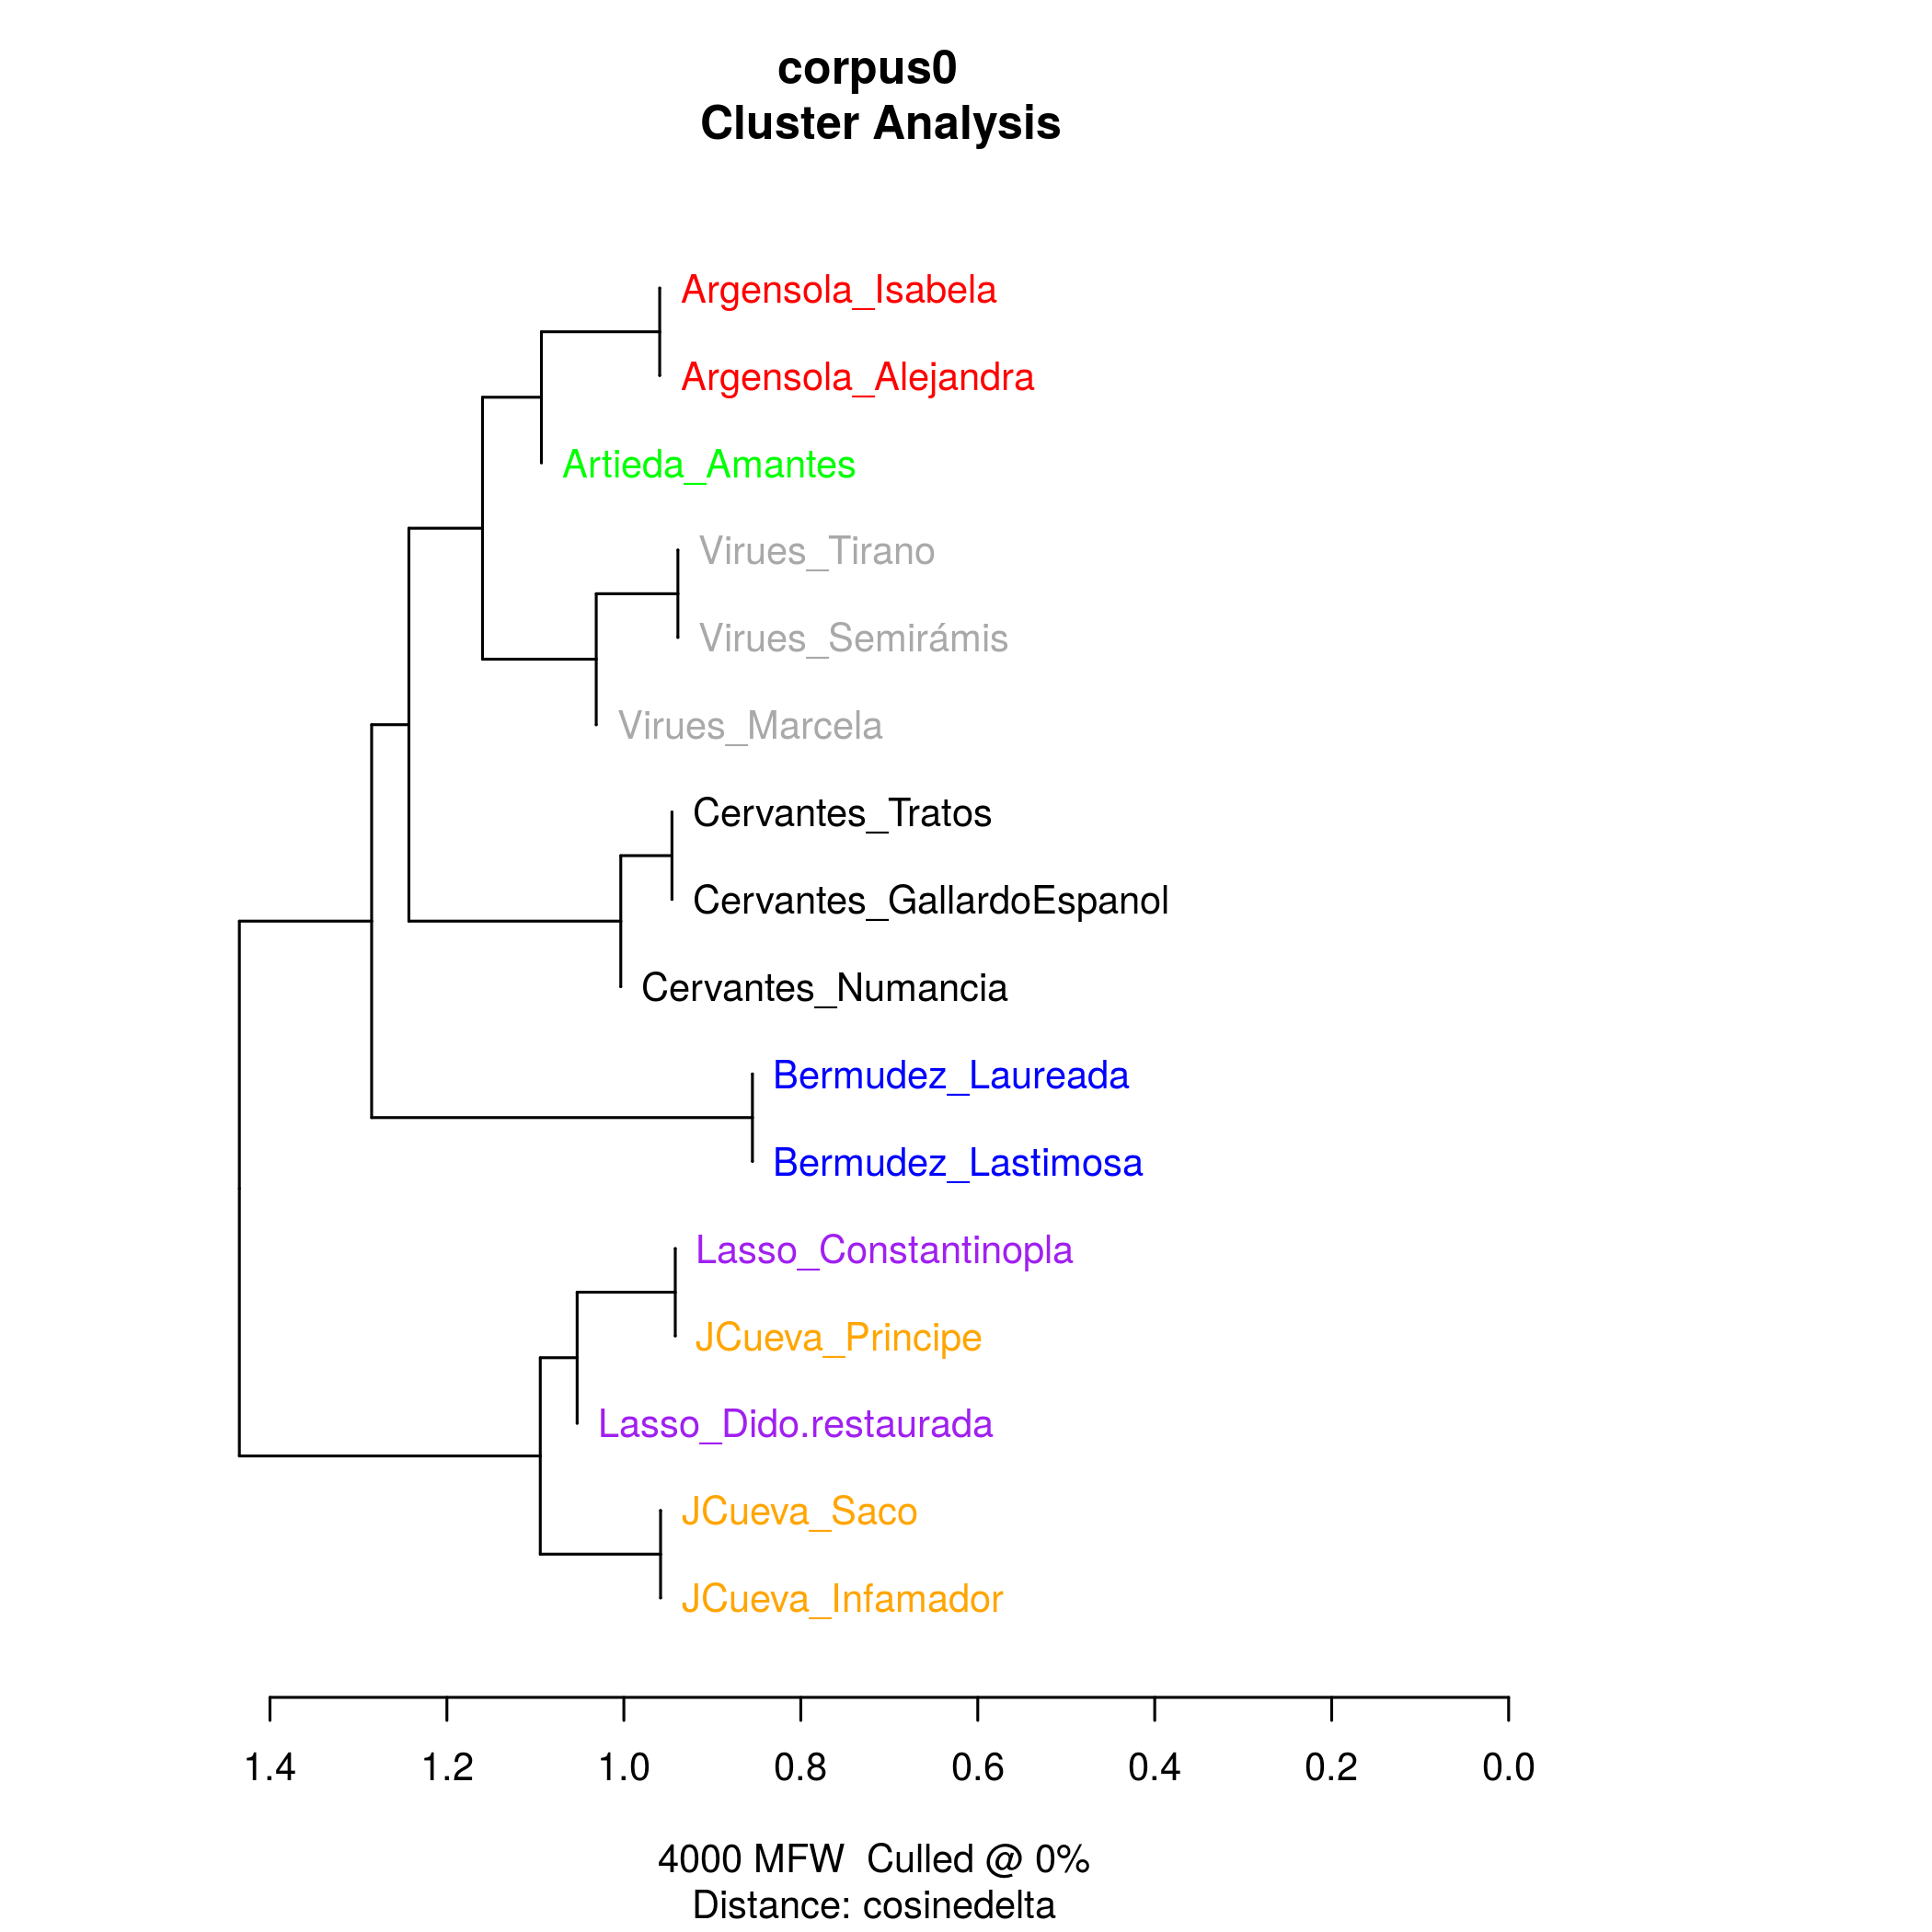 corpus0
Cluster Analysis
Argensola_Isabela
Argensola_Alejandra
Artieda_Amantes
Virues_Tirano
Virues_Semirámis
Virues_Marcela
Cervantes_Tratos
Cervantes_GallardoEspanol
Cervantes_Numancia
Bermudez_Laureada
Bermudez_Lastimosa
Lasso_Constantinopla
JCueva_Principe
Lasso_Dido.restaurada
JCueva_Saco
JCueva_Infamador
1.4 1.2 1.0 0.8 0.6 0.4 0.2 0.0
4000 MFW  Culled @ 0%
Distance: cosinedelta